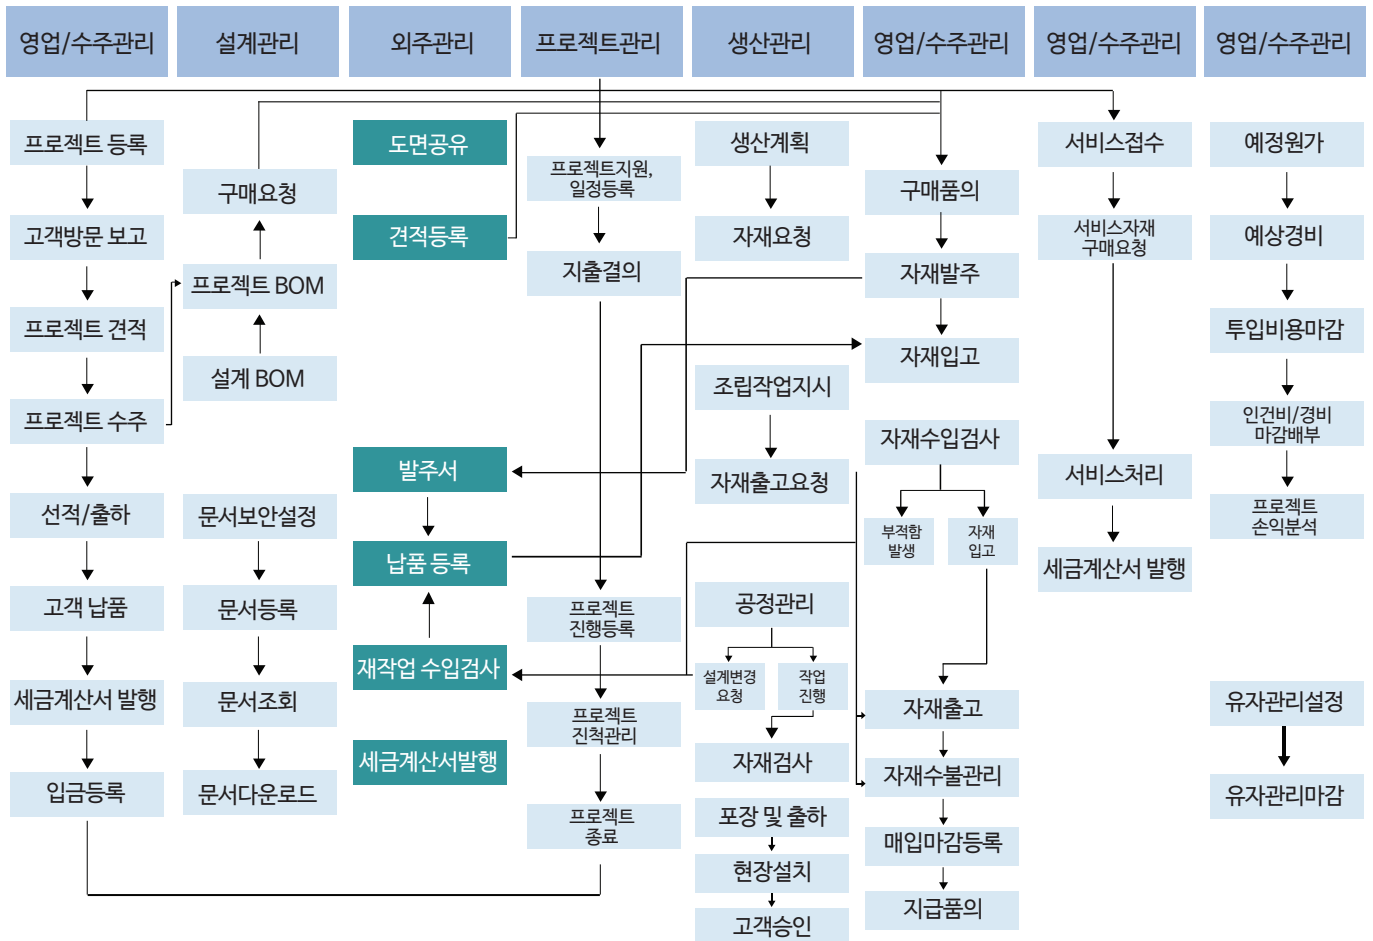 영업/수주관리
설계관리
외주관리
프로젝트관리
생산관리
영업/수주관리
영업/수주관리
영업/수주관리
프로젝트 등록
고객방문 보고
프로젝트 견적
프로젝트 수주
선적/출하
고객 납품
세금계산서 발행
입금등록
구매요청
프로젝트 BOM
설계 BOM
문서보안설정
문서등록
문서조회
문서다운로드
도면공유
견적등록
발주서
납품 등록
재작업 수입검사
세금계산서발행
프로젝트지원,
일정등록
지출결의
프로젝트
진행등록
프로젝트
진척관리
프로젝트
종료
생산계획
자재요청
조립작업지시
자재출고요청
공정관리
설계변경
요청
작업
진행
자재검사
포장 및 출하
현장설치
고객승인
구매품의
자재발주
자재입고
자재수입검사
부적함
발생
자재
입고
자재출고
자재수불관리
매입마감등록
지급품의
서비스접수
서비스자재
구매요청
서비스처리
세금계산서 발행
예정원가
예상경비
투입비용마감
인건비/경비
마감배부
프로젝트
손익분석
유자관리설정
유자관리마감